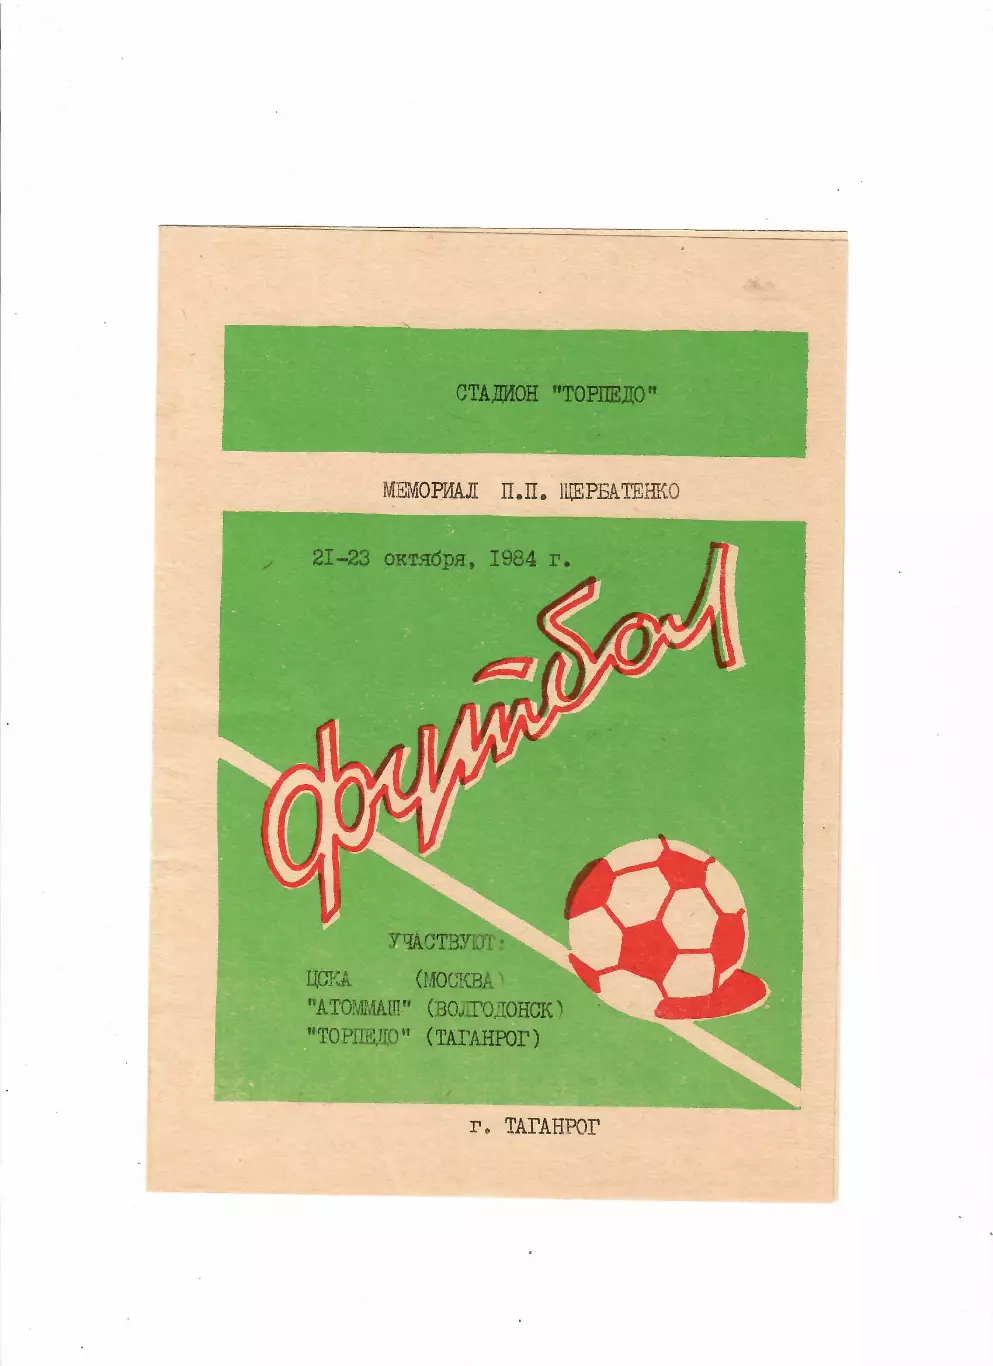 СТАДИОН "ТОРПЕДО"
МЕМОРИАЛ П.П. ЩЕРБАТЕНКО
21-23 октября, 1984 г.
футбол
УЧАСТВУЮТ:
ЦСКА (МОСКВА)
"АТОММАШ" (ВОЛГОДОНСК)
"ТОРПЕДО" (ТАГАНРОГ)
г. ТАГАНРОГ